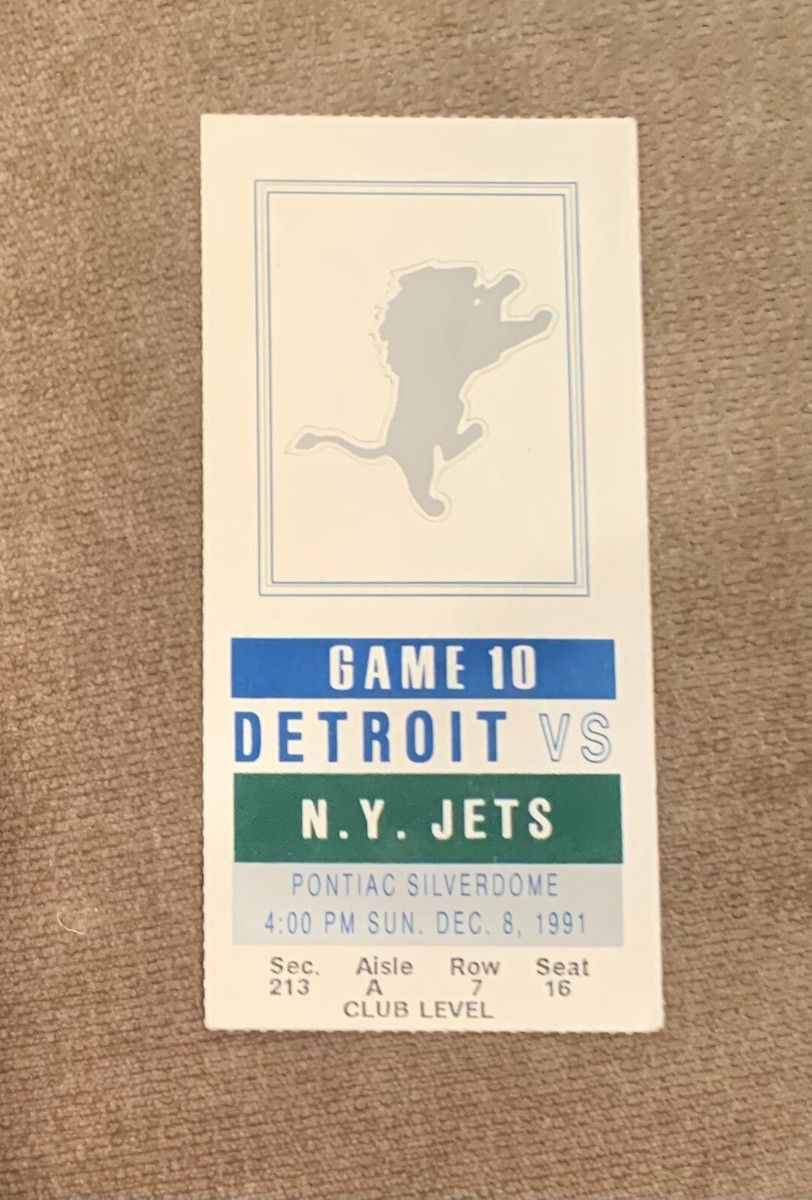 GAME 10
DETROIT VS
N.Y. JETS
PONTIAC SILVERDOME
4:00 PM SUN. DEC. 8, 1991
Sec. Aisle Row Seat
213 A 7 16
CLUB LEVEL